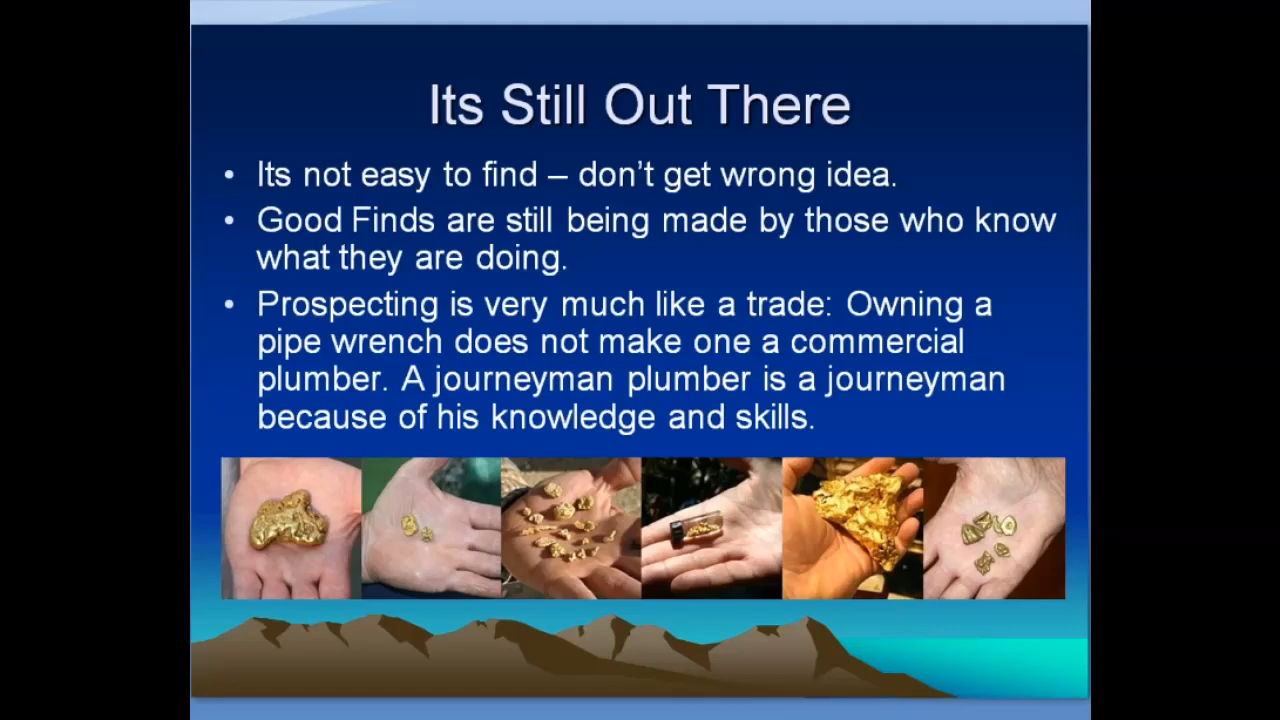 Its Still Out There
• Its not easy to find – don't get wrong idea.
• Good Finds are still being made by those who know
what they are doing.
• Prospecting is very much like a trade: Owning a
pipe wrench does not make one a commercial
plumber. A journeyman plumber is a journeyman
because of his knowledge and skills.